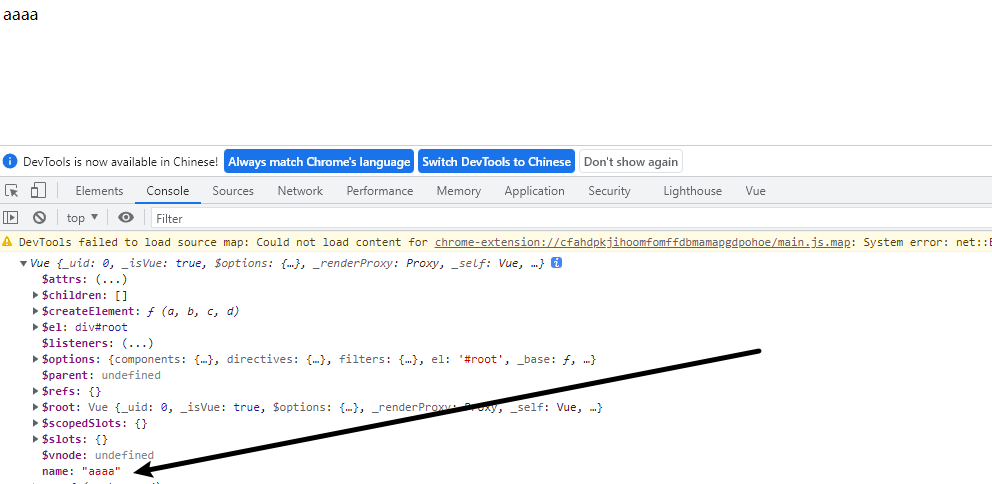 aaaa
DevTools is now available in Chinese! Always match Chrome's language Switch DevTools to Chinese Don't show again
Elements Console Sources Network Performance Memory Application Security Lighthouse Vue
top ▼ Filter
DevTools failed to load source map: Could not load content for chrome-extension://cfahdpkjihoomfomffdbmamapgdpohoe/main.js.map: System error: net::E
▼Vue {_uid: 0, _isVue: true, $options: {…}, _renderProxy: Proxy, _self: Vue, …}
$attrs: (...)
▶$children: []
▶$createElement: ƒ (a, b, c, d)
▶$el: div#root
$listeners: (...)
▶$options: {components: {…}, directives: {…}, filters: {…}, el: '#root', _base: ƒ, …}
$parent: undefined
▶$refs: {}
▶$root: Vue {_uid: 0, _isVue: true, $options: {…}, _renderProxy: Proxy, _self: Vue, …}
▶$scopedSlots: {}
▶$slots: {}
$vnode: undefined
name: "aaaa"